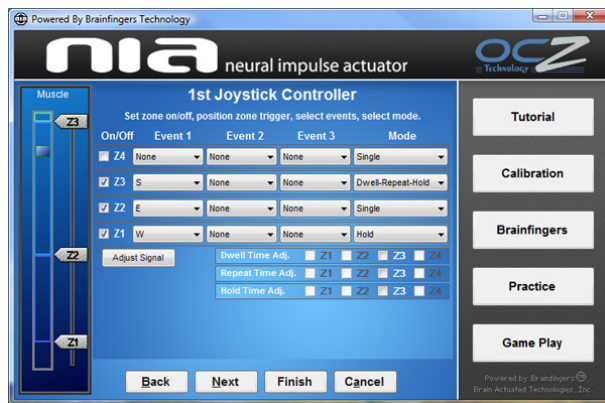 Powered By Brainfingers Technology
nia neural impulse actuator
OCZ
Technology
Muscle
1st Joystick Controller
Set zone on/off, position zone trigger, select events, select mode.
On/Off Event 1 Event 2 Event 3 Mode
Z4 None None None Single
Z3 S None None Dwell-Repeat-Hold
Z2 E None None Single
Z1 W None None Hold
Adjust Signal
Dwell Time Adj. Z1 Z2 Z3 Z4
Repeat Time Adj. Z1 Z2 Z3 Z4
Hold Time Adj. Z1 Z2 Z3 Z4
Z3
Z2
Z1
Back Next Finish Cancel
Tutorial
Calibration
Brainfingers
Practice
Game Play
Powered by Brainfingers
Brain Actuated Technologies, Inc.